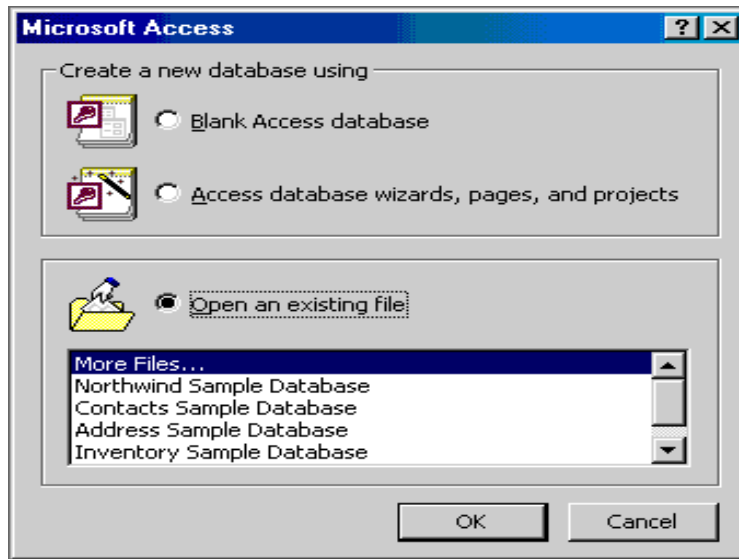 Microsoft Access
Create a new database using
Blank Access database
Access database wizards, pages, and projects
Open an existing file
More Files...
Northwind Sample Database
Contacts Sample Database
Address Sample Database
Inventory Sample Database
OK Cancel